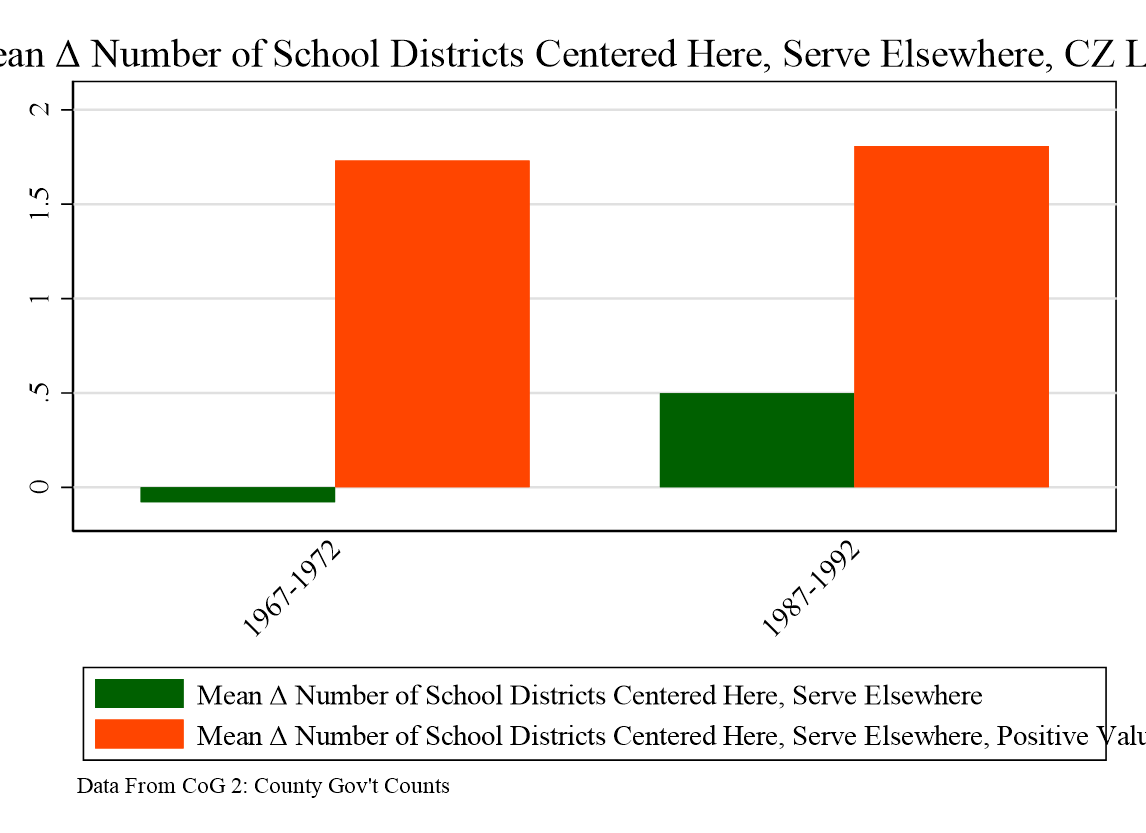 ean Δ Number of School Districts Centered Here, Serve Elsewhere, CZ L
2
1.5
1
.5
0
1967-1972
1987-1992
Mean Δ Number of School Districts Centered Here, Serve Elsewhere
Mean Δ Number of School Districts Centered Here, Serve Elsewhere, Positive Valu
Data From CoG 2: County Gov't Counts